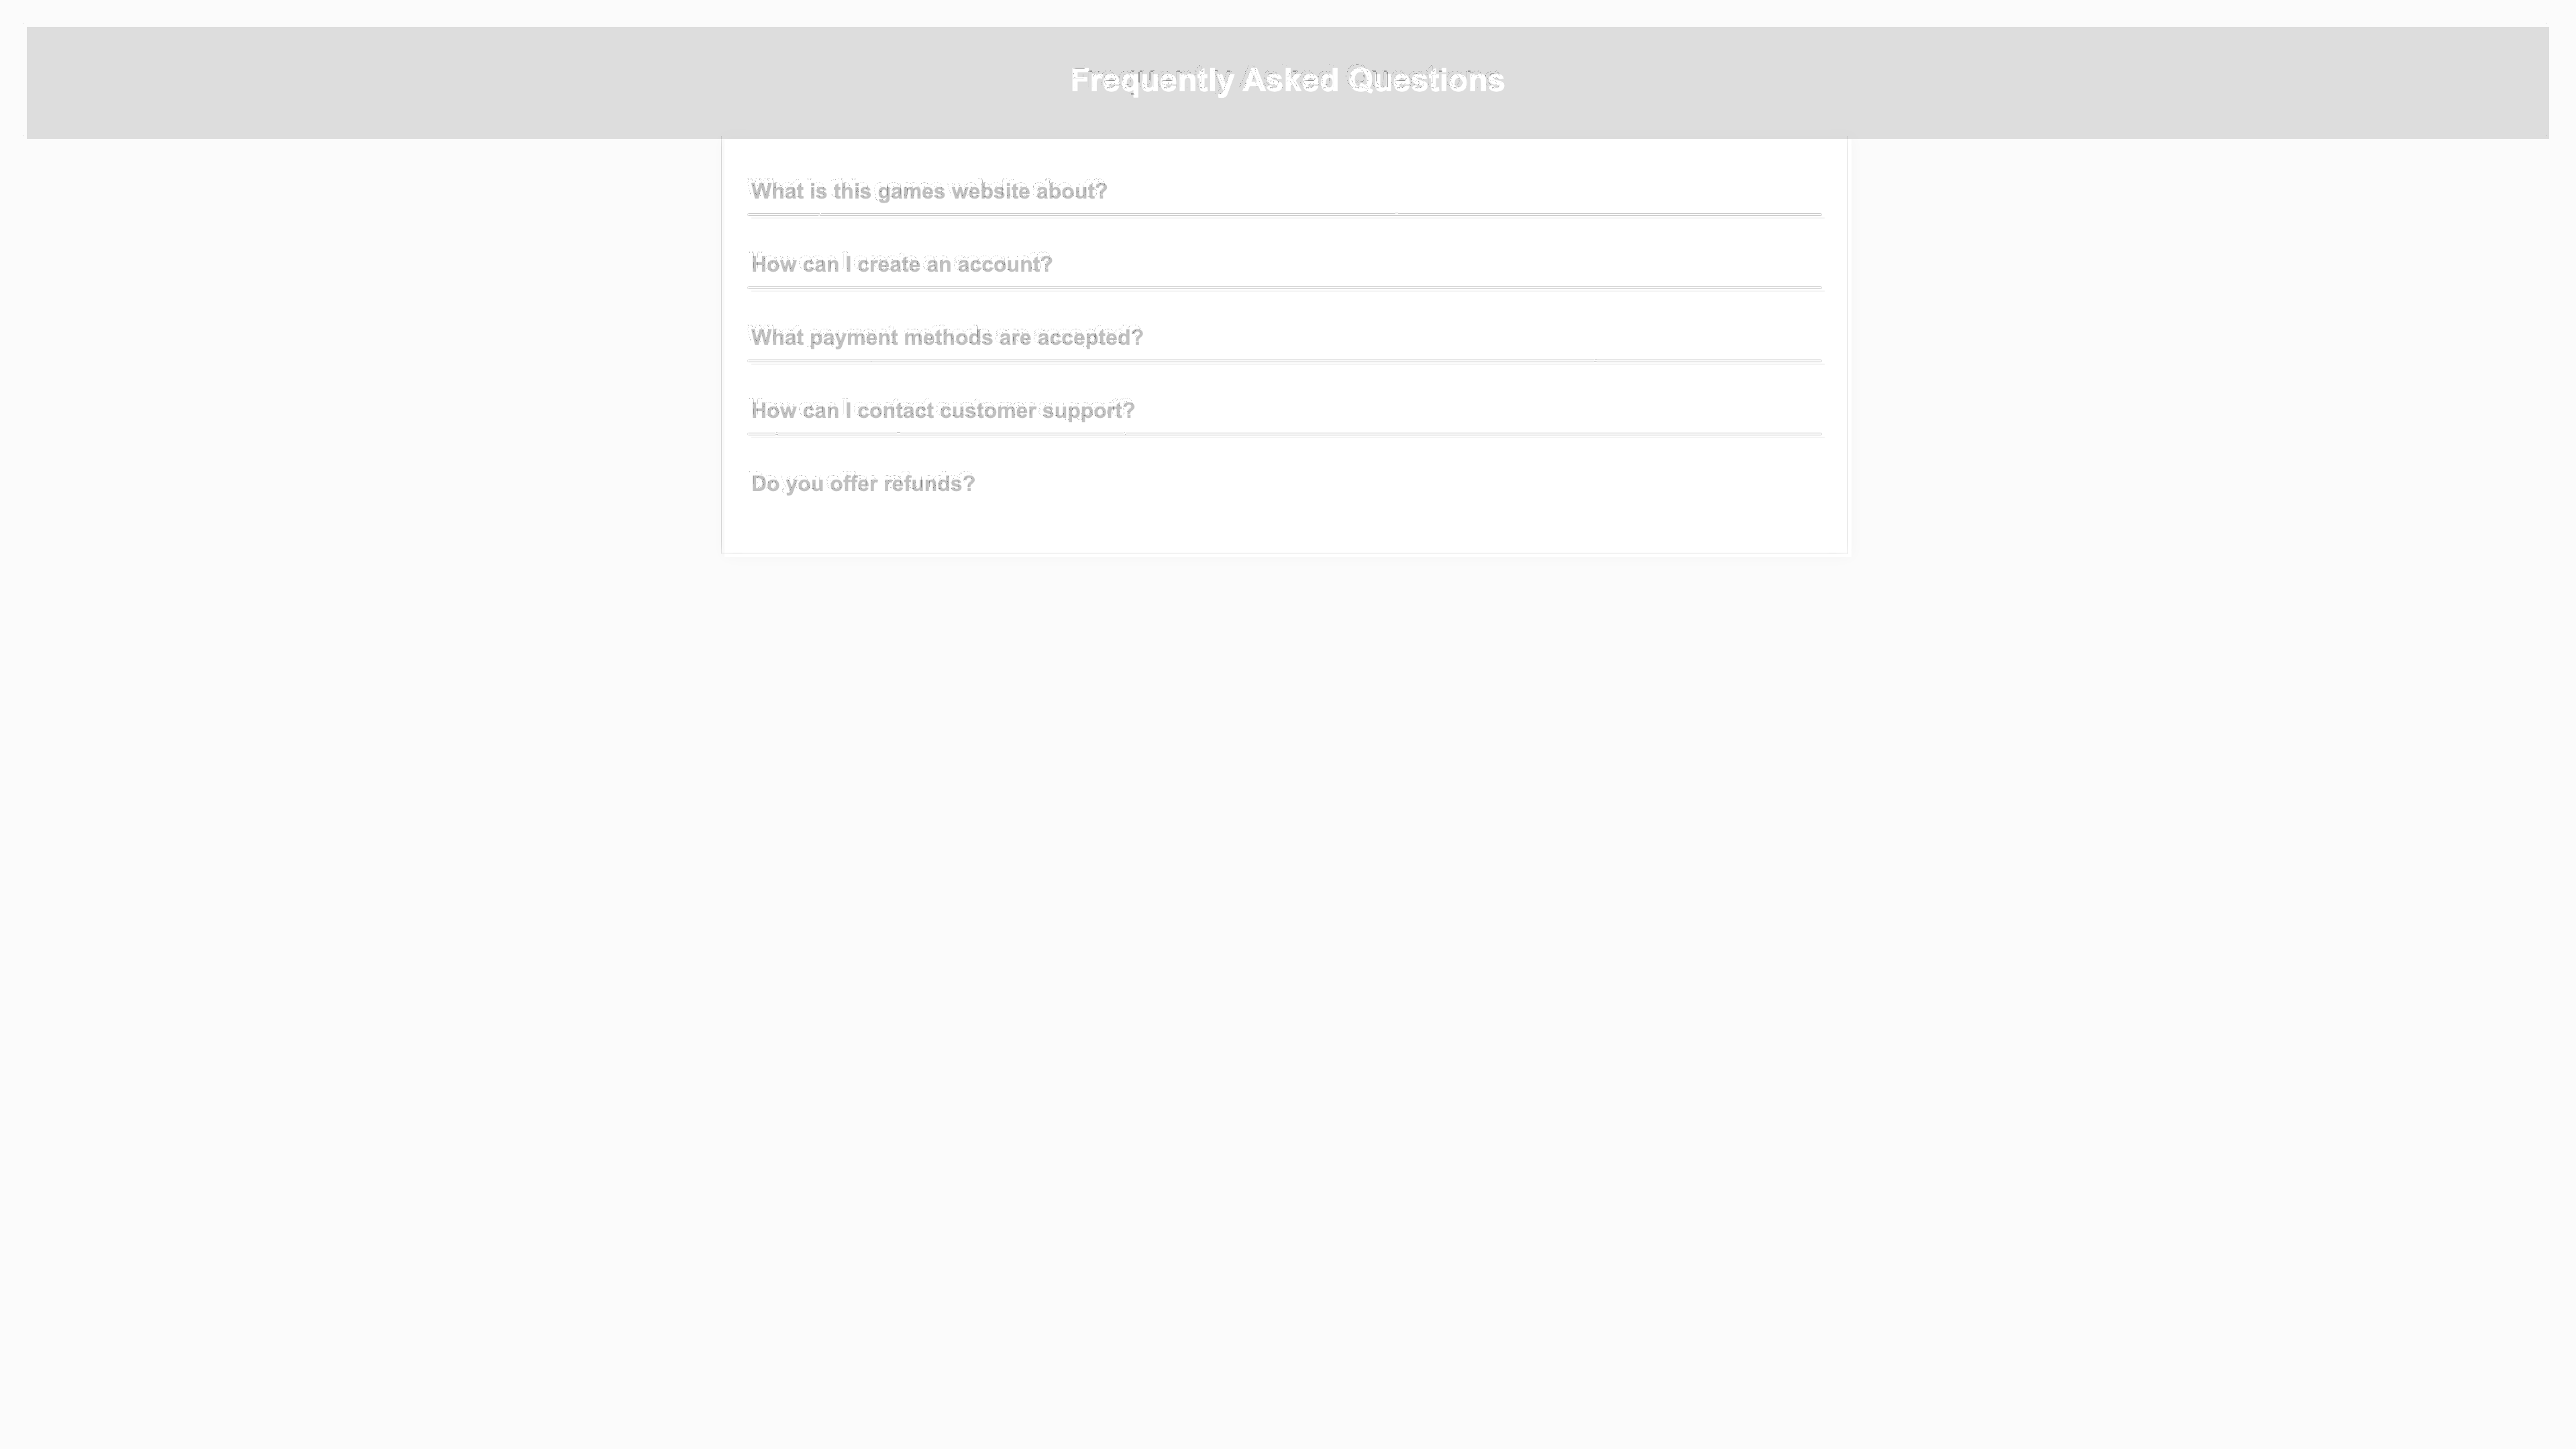 Frequently Asked Questions
What is this games website about?
How can I create an account?
What payment methods are accepted?
How can I contact customer support?
Do you offer refunds?